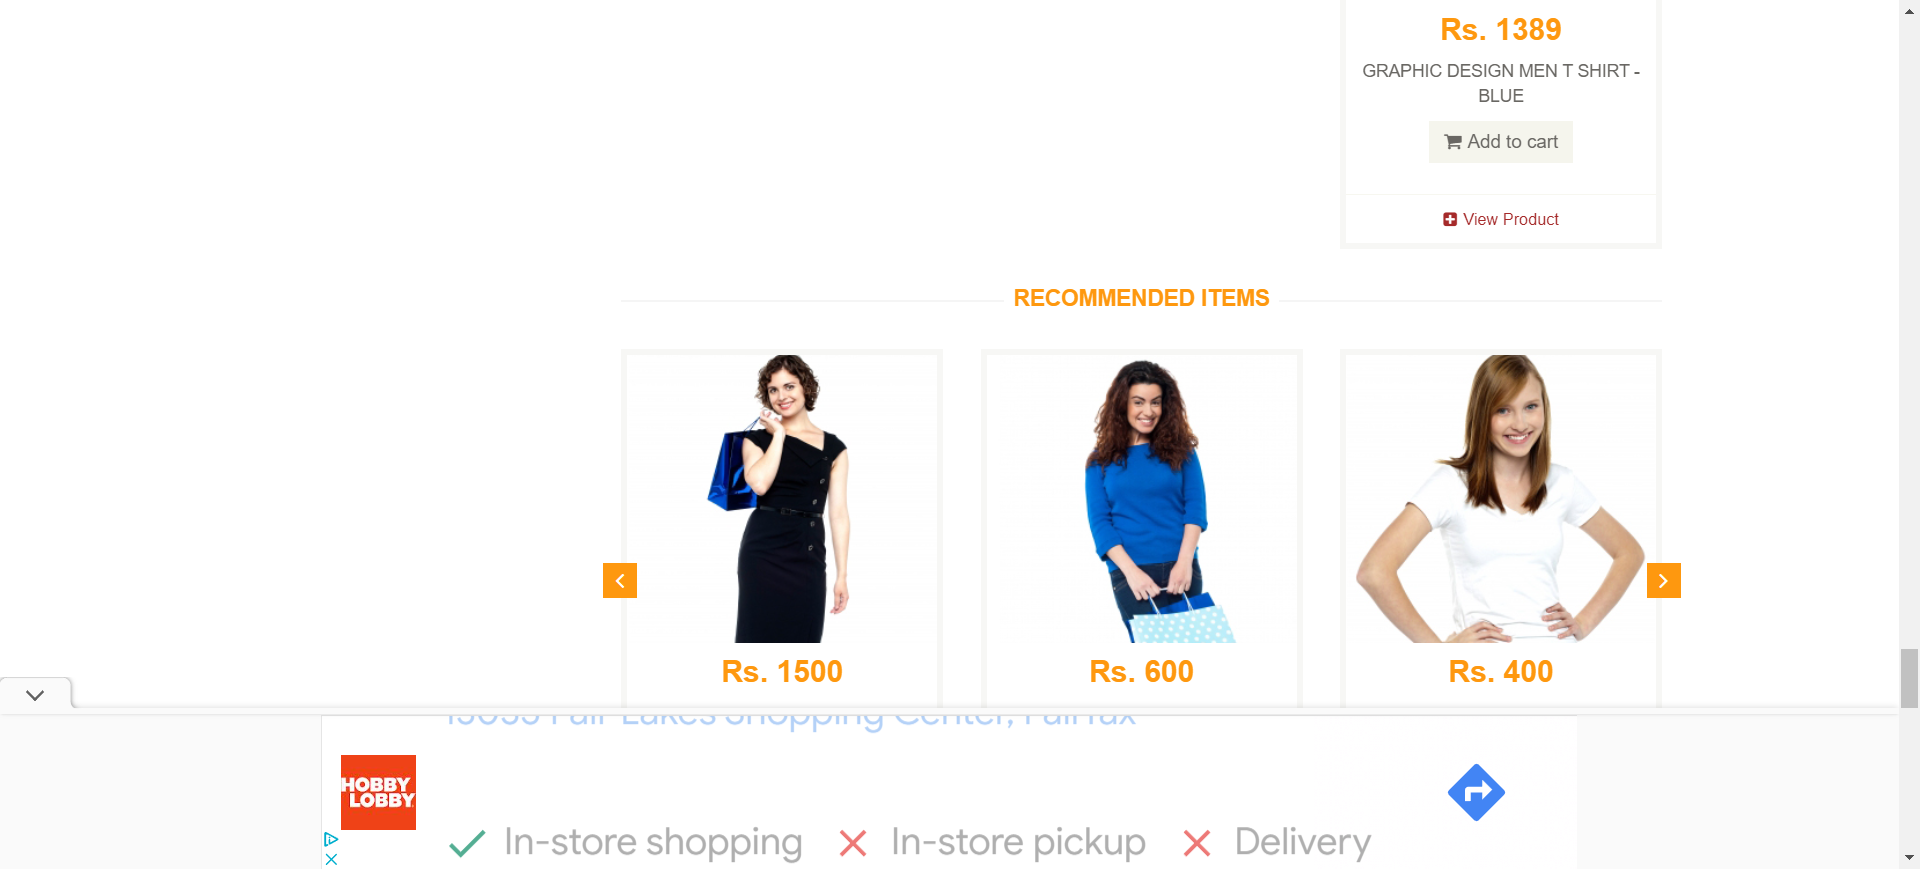 Rs. 1389
GRAPHIC DESIGN MEN T SHIRT -
BLUE
Add to cart
View Product
RECOMMENDED ITEMS
Rs. 1500
Rs. 600
Rs. 400
Fair Lakes Shopping Center, Fairfax
HOBBY
LOBBY
In-store shopping
In-store pickup
Delivery